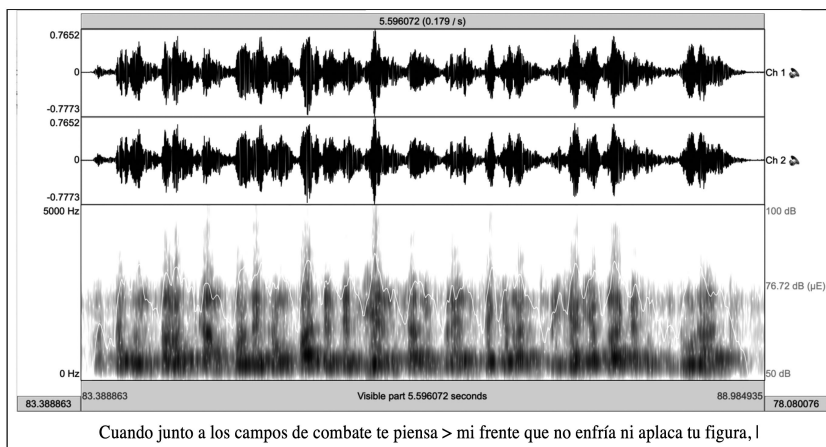 5.596072 (0.179 / s)
0.7652
0
-0.7773
Ch 1
0.7652
0
-0.7773
Ch 2
5000 Hz
100 dB
76.72 dB (µE)
0 Hz
50 dB
83.388863
83.388863
Visible part 5.596072 seconds
88.984935
78.080076
Cuando junto a los campos de combate te piensa > mi frente que no enfría ni aplaca tu figura, |